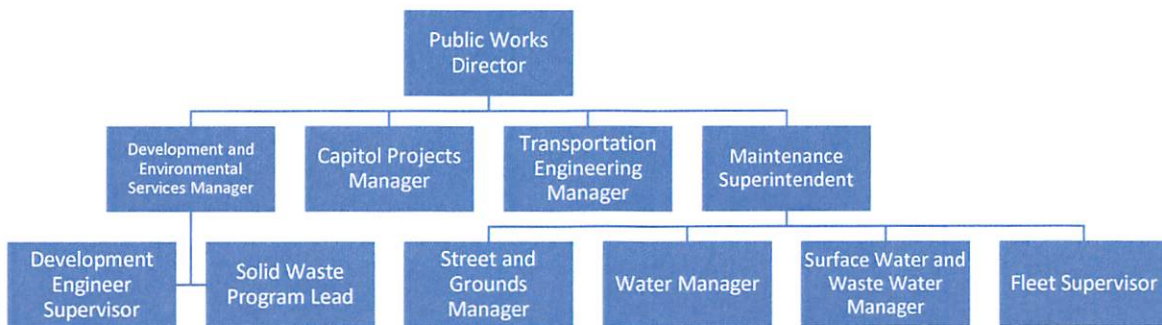 Public Works
Director
Development and
Environmental
Services Manager
Capitol Projects
Manager
Transportation
Engineering
Manager
Maintenance
Superintendent
Development
Engineer
Supervisor
Solid Waste
Program Lead
Street and
Grounds
Manager
Water Manager
Surface Water and
Waste Water
Manager
Fleet Supervisor